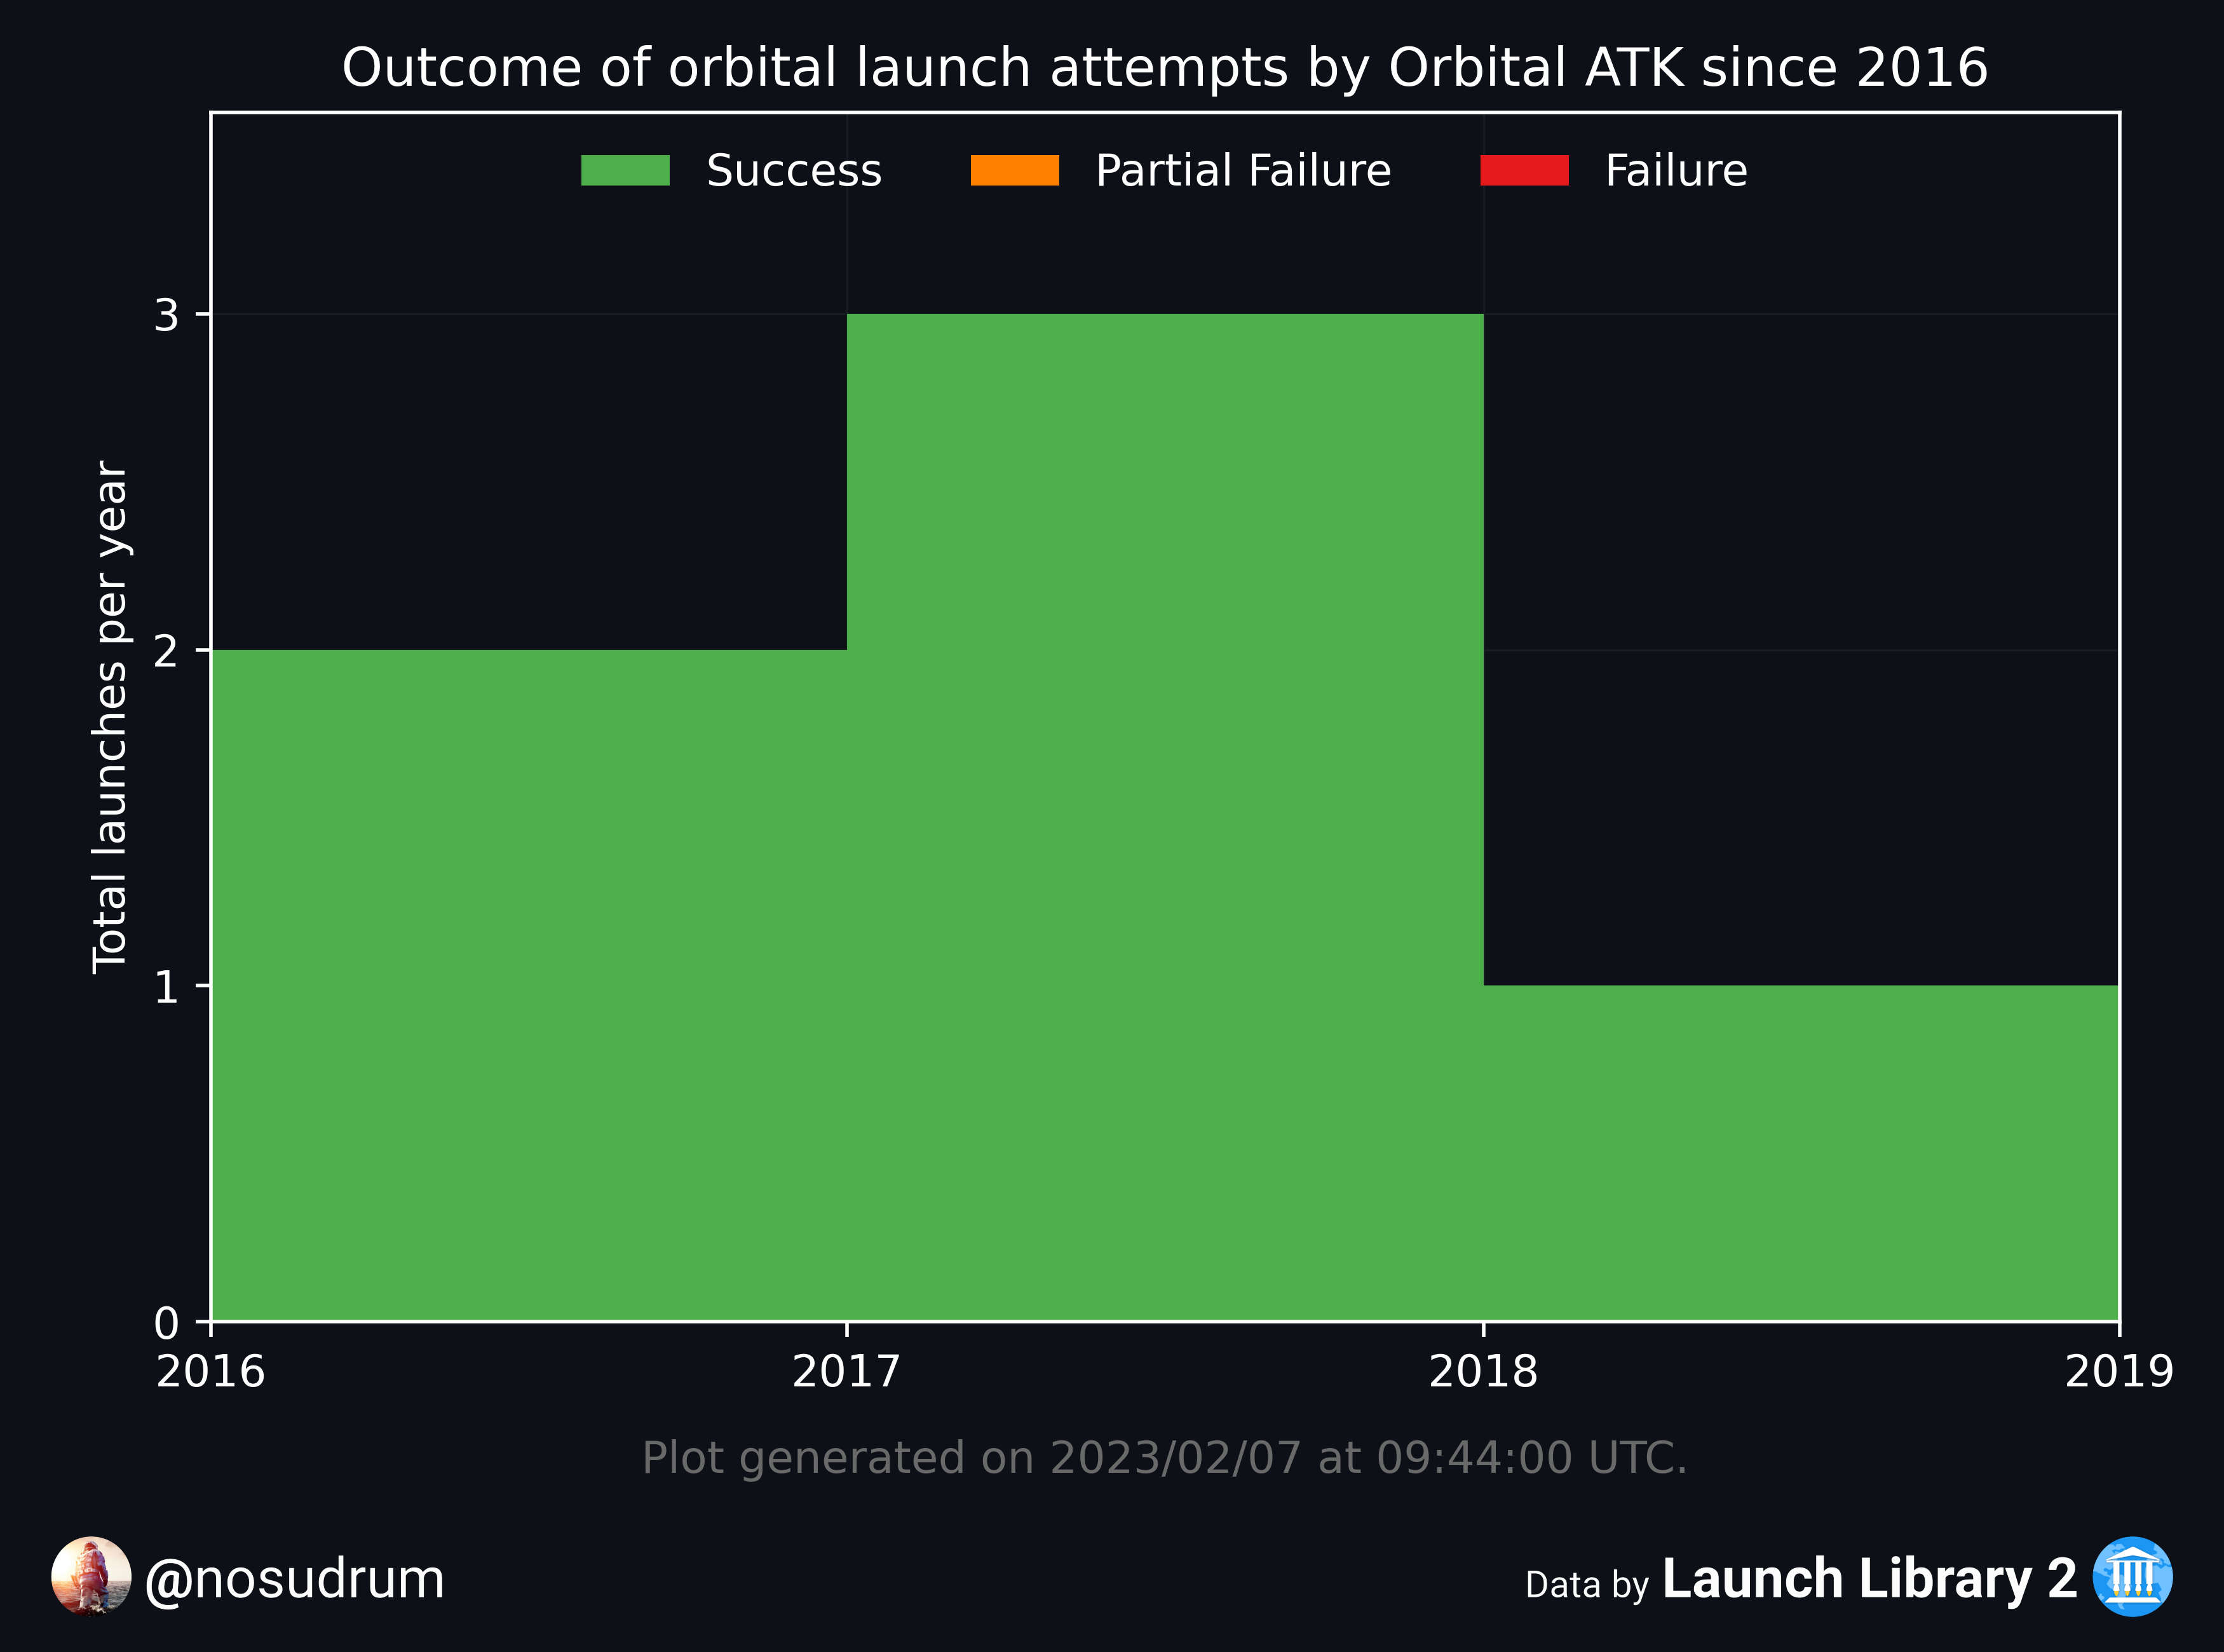 Outcome of orbital launch attempts by Orbital ATK since 2016
Success Partial Failure Failure
Total launches per year
3
2
1
0
2016 2017 2018 2019
Plot generated on 2023/02/07 at 09:44:00 UTC.
@nosudrum
Data by Launch Library 2